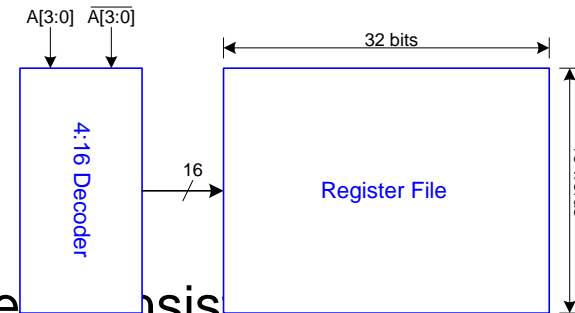 A[3:0] A̅[̅3̅:̅0̅]̅
32 bits
4:16 Decoder
16
Register File